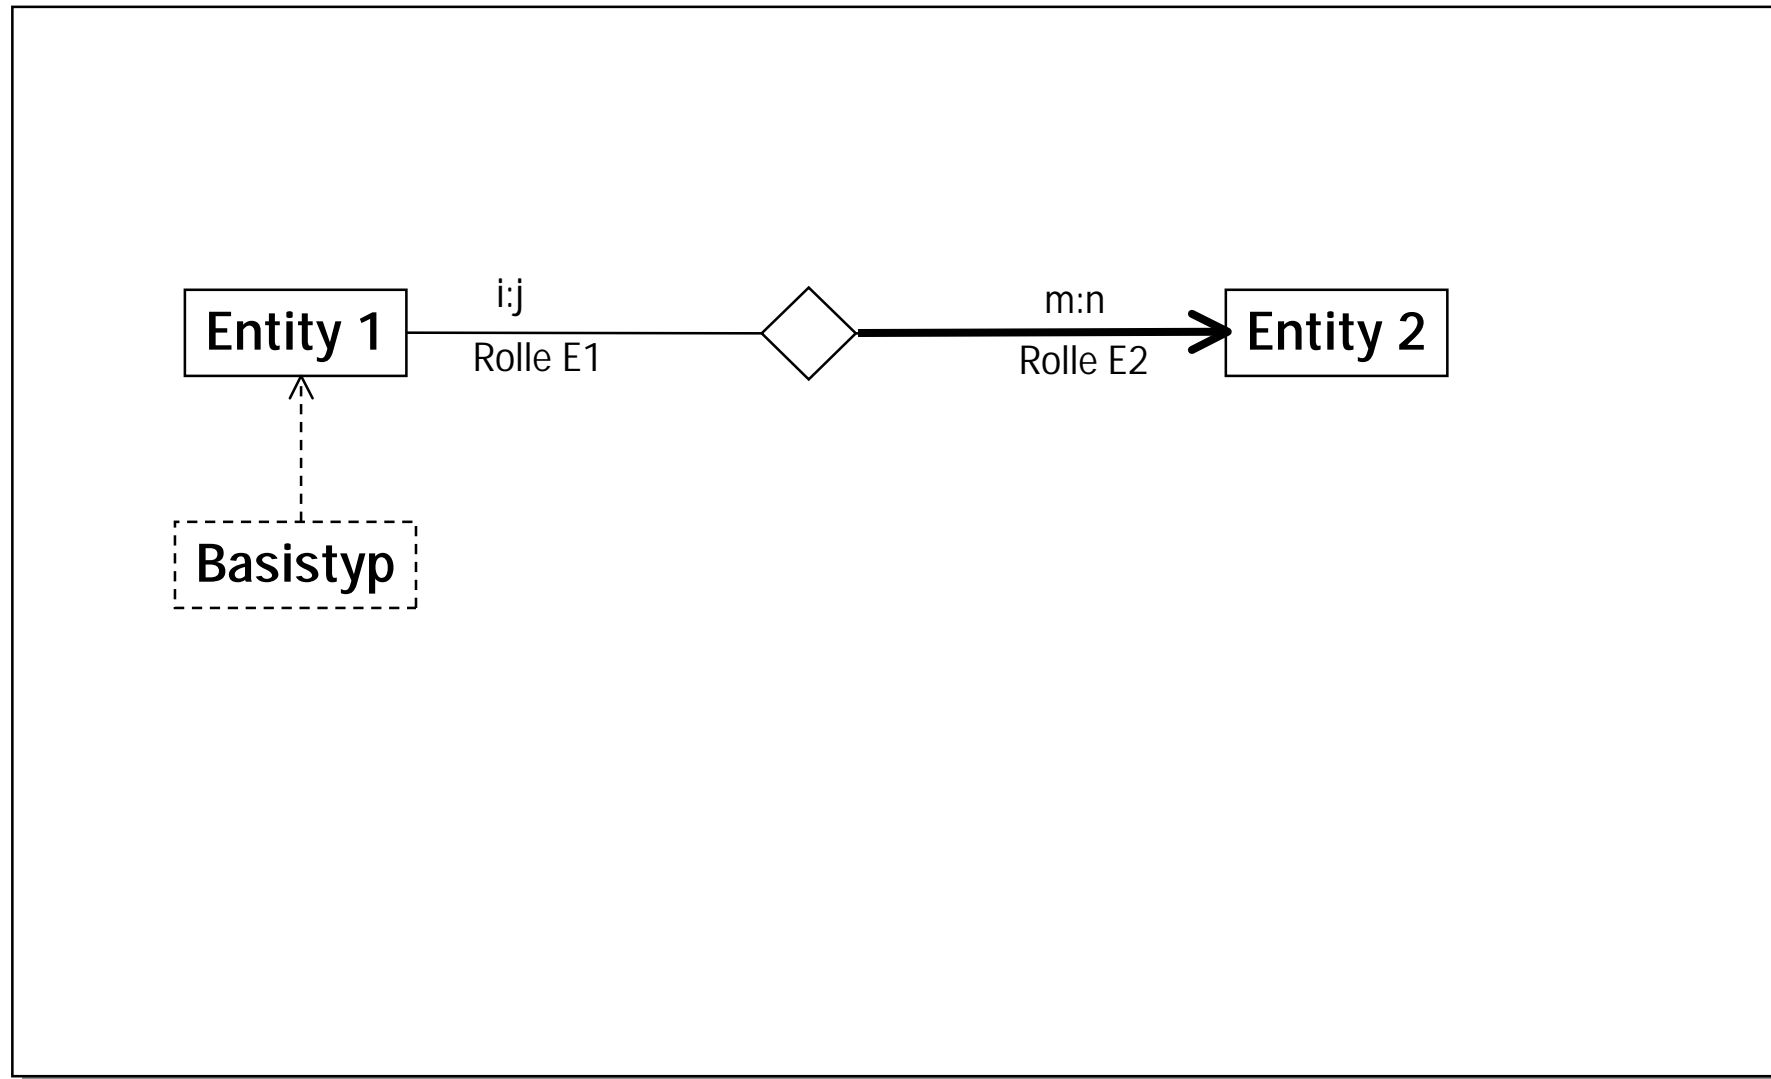 i:j
m:n
Entity 1
Entity 2
Rolle E1
Rolle E2
Basistyp